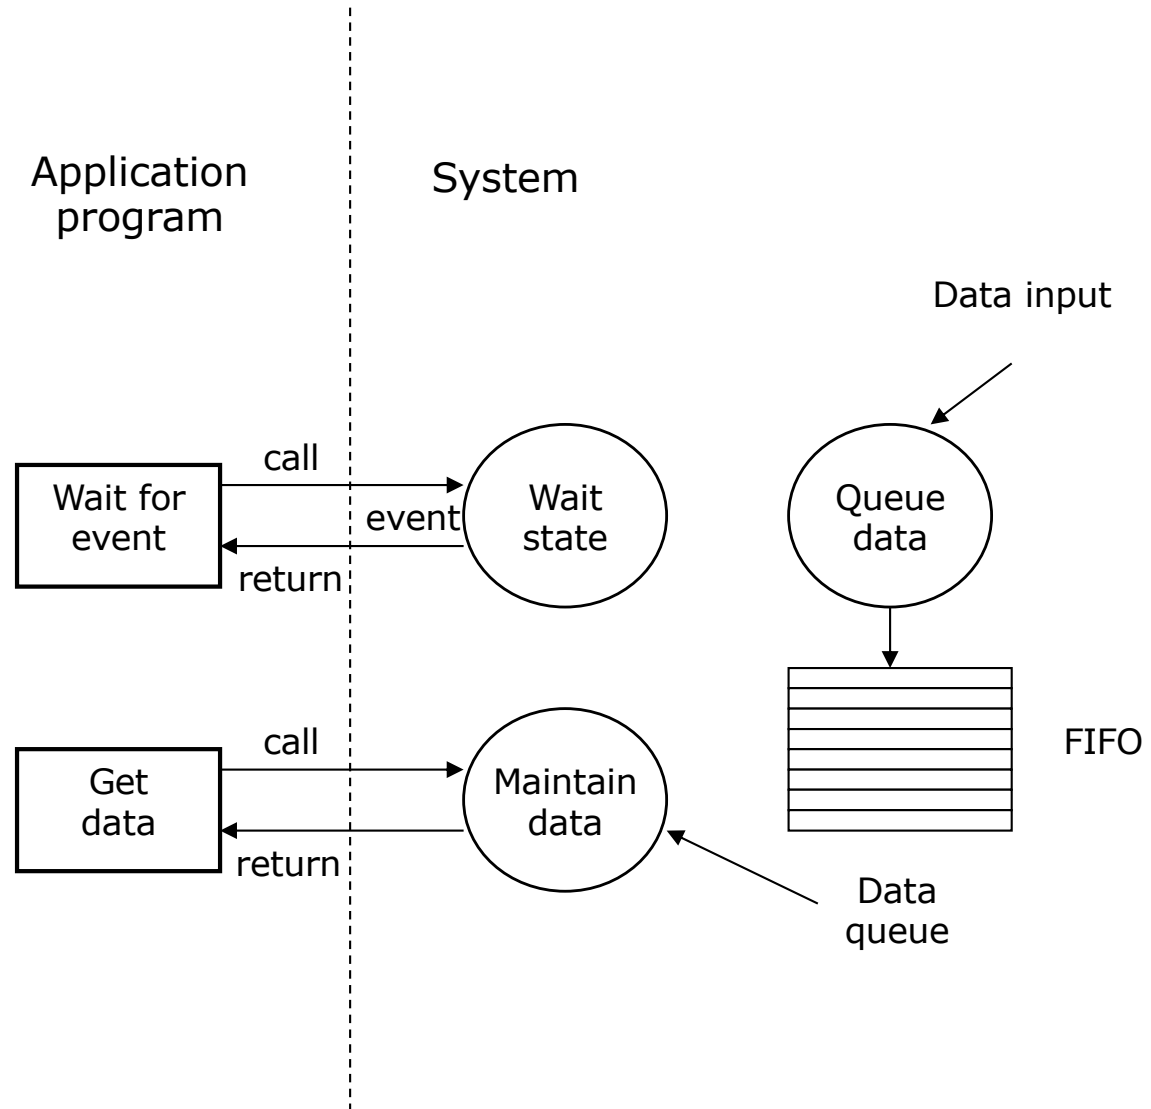 Application
program
System
Data input
call
Wait for
event
event
return
Wait
state
Queue
data
call
Get
data
return
Maintain
data
FIFO
Data
queue